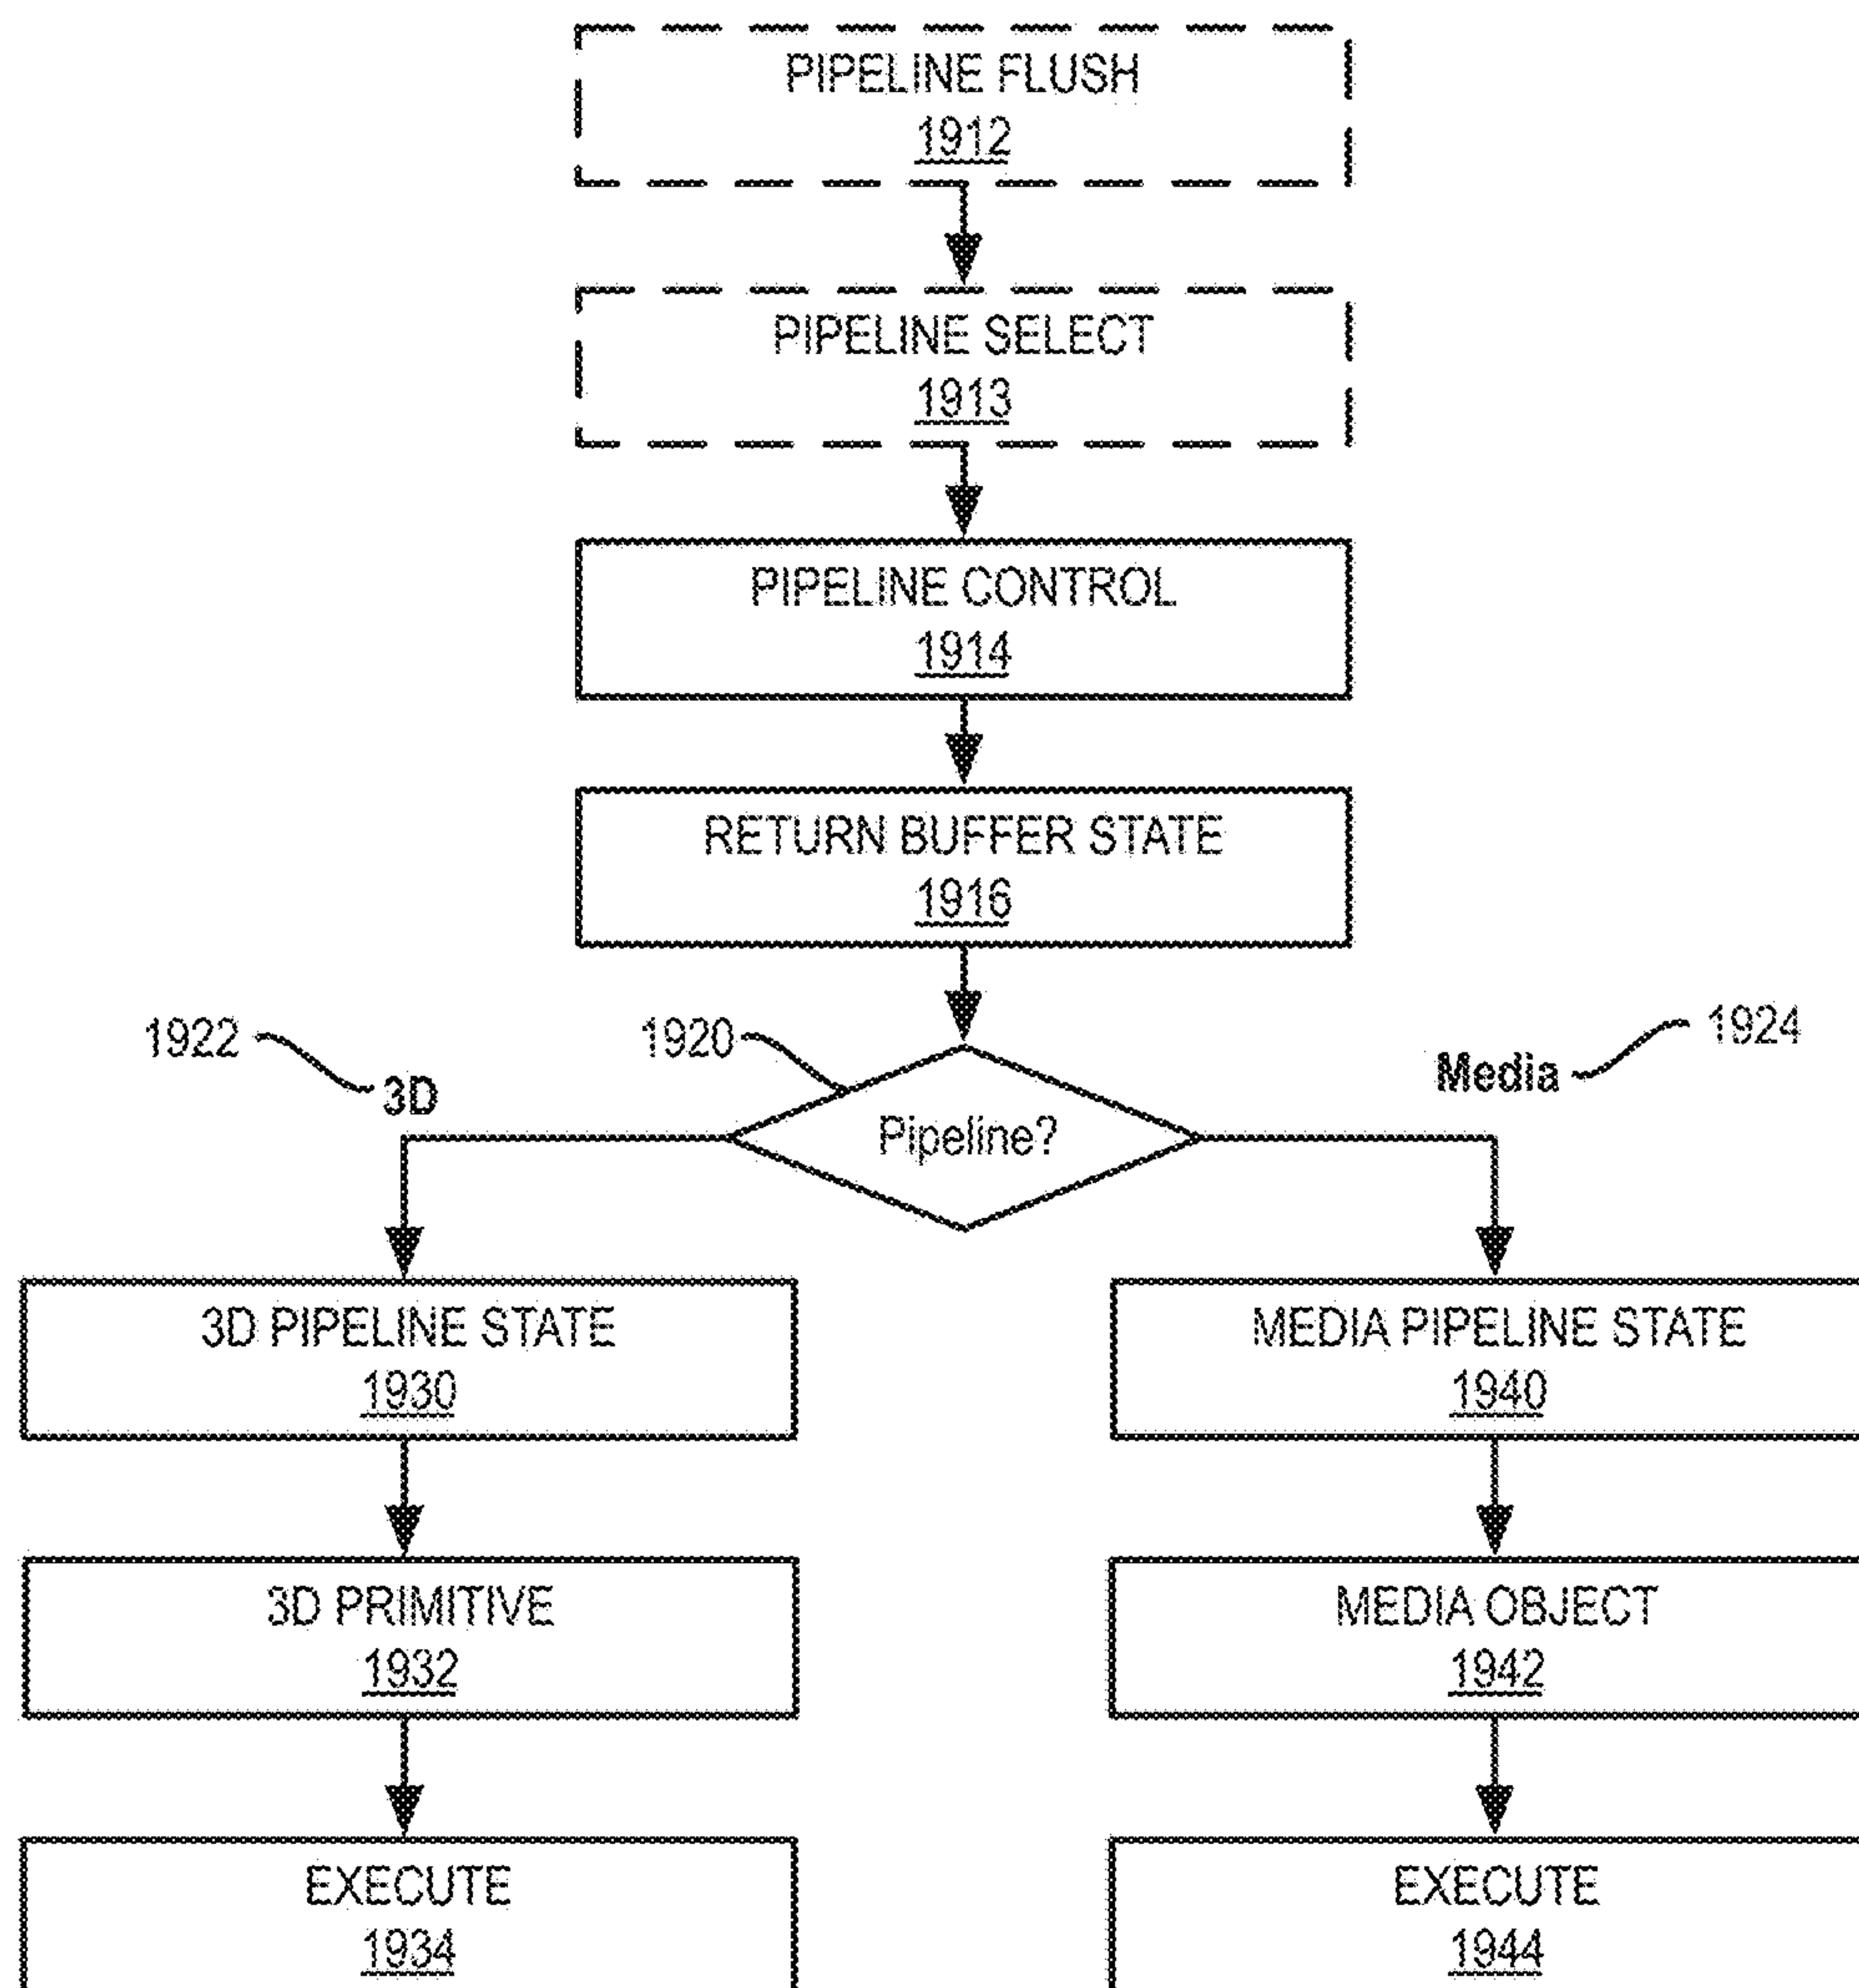 PIPELINE FLUSH
1912
PIPELINE SELECT
1913
PIPELINE CONTROL
1914
RETURN BUFFER STATE
1916
1922
1920
1924
3D
Media
Pipeline?
3D PIPELINE STATE
1930
MEDIA PIPELINE STATE
1940
3D PRIMITIVE
1932
MEDIA OBJECT
1942
EXECUTE
1934
EXECUTE
1944